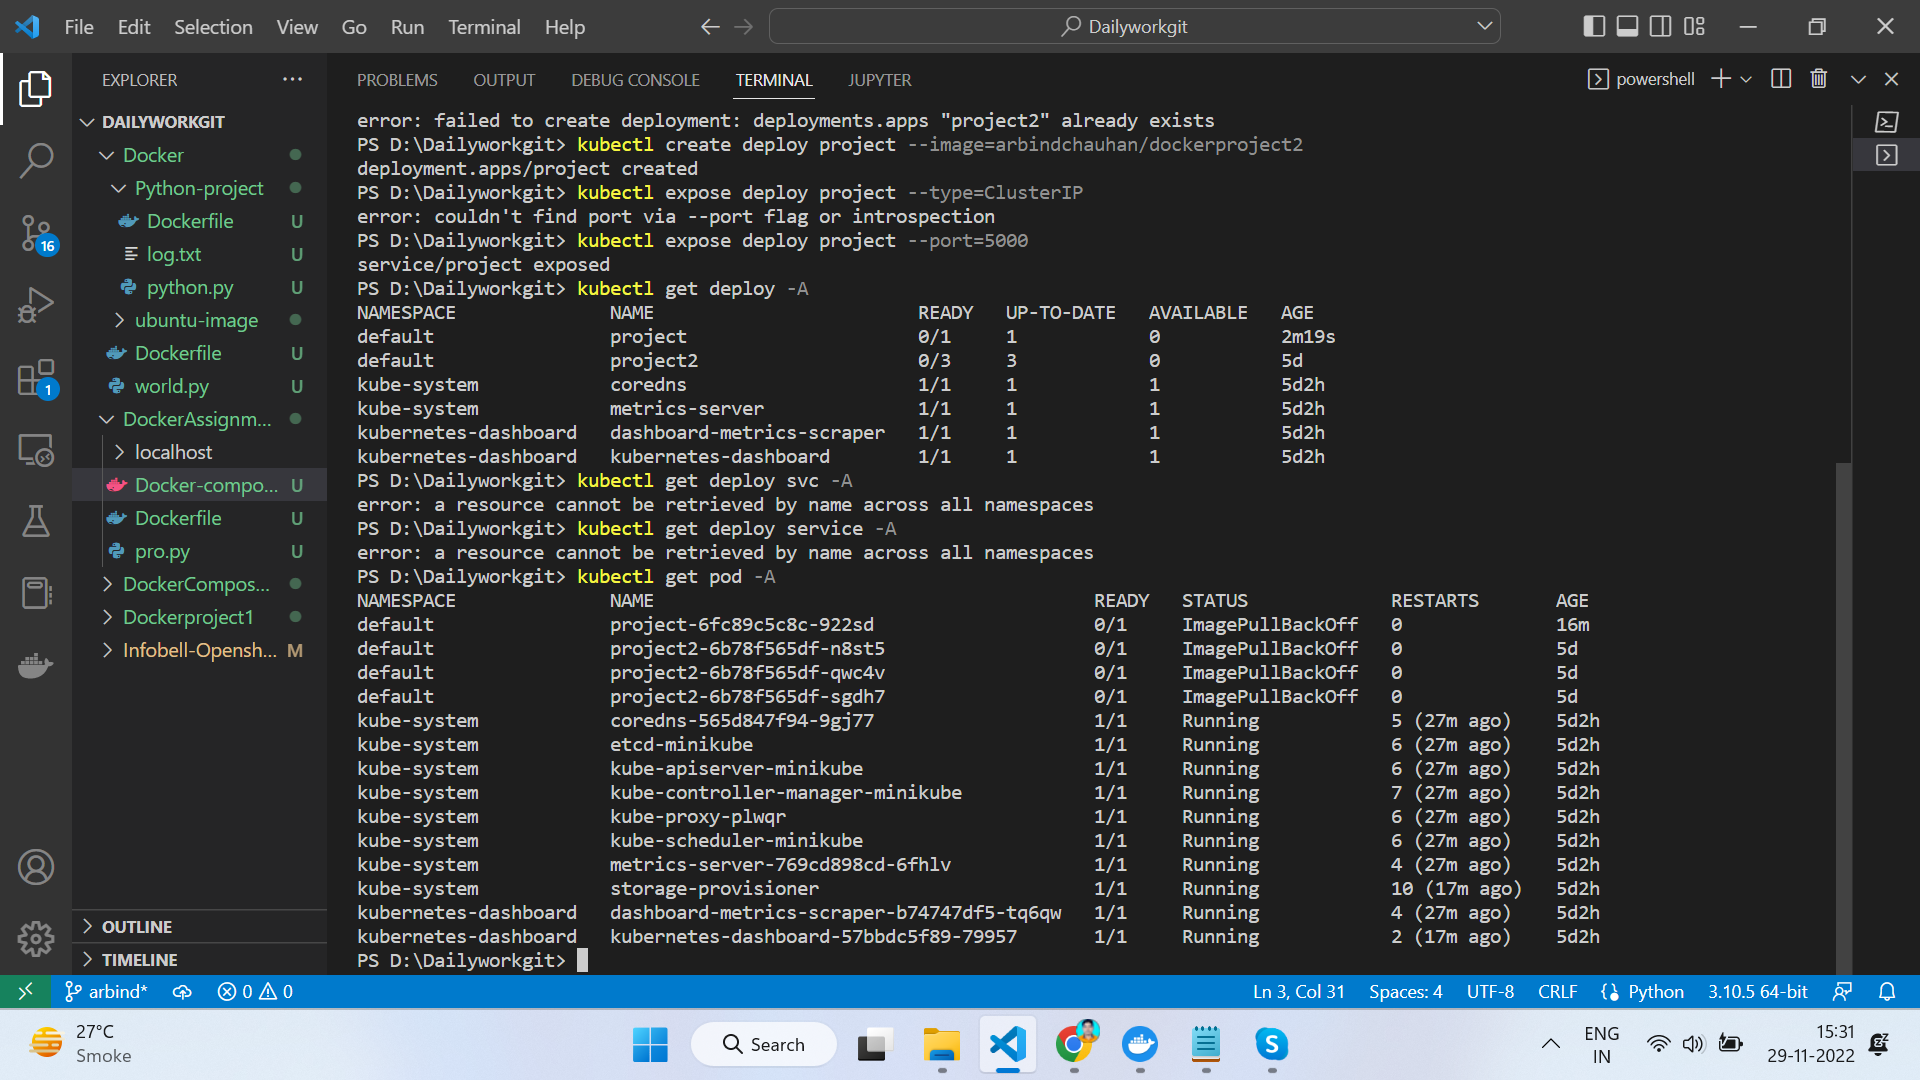 File Edit Selection View Go Run Terminal Help
Dailyworkgit
EXPLORER
PROBLEMS OUTPUT DEBUG CONSOLE TERMINAL JUPYTER
powershell
DAILYWORKGIT
Docker
Python-project
Dockerfile U
log.txt U
python.py U
ubuntu-image
Dockerfile U
world.py U
DockerAssignm...
localhost
Docker-compo... U
Dockerfile U
pro.py U
DockerCompos...
Dockerproject1
Infobell-Opensh... M
OUTLINE
TIMELINE
16
1
error: failed to create deployment: deployments.apps "project2" already exists
PS D:\Dailyworkgit> kubectl create deploy project --image=arbindchauhan/dockerproject2
deployment.apps/project created
PS D:\Dailyworkgit> kubectl expose deploy project --type=ClusterIP
error: couldn't find port via --port flag or introspection
PS D:\Dailyworkgit> kubectl expose deploy project --port=5000
service/project exposed
PS D:\Dailyworkgit> kubectl get deploy -A
NAMESPACE NAME READY UP-TO-DATE AVAILABLE AGE
default project 0/1 1 0 2m19s
default project2 0/3 3 0 5d
kube-system coredns 1/1 1 1 5d2h
kube-system metrics-server 1/1 1 1 5d2h
kubernetes-dashboard dashboard-metrics-scraper 1/1 1 1 5d2h
kubernetes-dashboard kubernetes-dashboard 1/1 1 1 5d2h
PS D:\Dailyworkgit> kubectl get deploy svc -A
error: a resource cannot be retrieved by name across all namespaces
PS D:\Dailyworkgit> kubectl get deploy service -A
error: a resource cannot be retrieved by name across all namespaces
PS D:\Dailyworkgit> kubectl get pod -A
NAMESPACE NAME READY STATUS RESTARTS AGE
default project-6fc89c5c8c-922sd 0/1 ImagePullBackOff 0 16m
default project2-6b78f565df-n8st5 0/1 ImagePullBackOff 0 5d
default project2-6b78f565df-qwc4v 0/1 ImagePullBackOff 0 5d
default project2-6b78f565df-sgdh7 0/1 ImagePullBackOff 0 5d
kube-system coredns-565d847f94-9gj77 1/1 Running 5 (27m ago) 5d2h
kube-system etcd-minikube 1/1 Running 6 (27m ago) 5d2h
kube-system kube-apiserver-minikube 1/1 Running 6 (27m ago) 5d2h
kube-system kube-controller-manager-minikube 1/1 Running 7 (27m ago) 5d2h
kube-system kube-proxy-plwqr 1/1 Running 6 (27m ago) 5d2h
kube-system kube-scheduler-minikube 1/1 Running 6 (27m ago) 5d2h
kube-system metrics-server-769cd898cd-6fhlv 1/1 Running 4 (27m ago) 5d2h
kube-system storage-provisioner 1/1 Running 10 (17m ago) 5d2h
kubernetes-dashboard dashboard-metrics-scraper-b74747df5-tq6qw 1/1 Running 4 (27m ago) 5d2h
kubernetes-dashboard kubernetes-dashboard-57bbdc5f89-79957 1/1 Running 2 (17m ago) 5d2h
PS D:\Dailyworkgit>
arbind* 0 0 Ln 3, Col 31 Spaces: 4 UTF-8 CRLF Python 3.10.5 64-bit
27°C
Smoke
Search
ENG
IN
15:31
29-11-2022